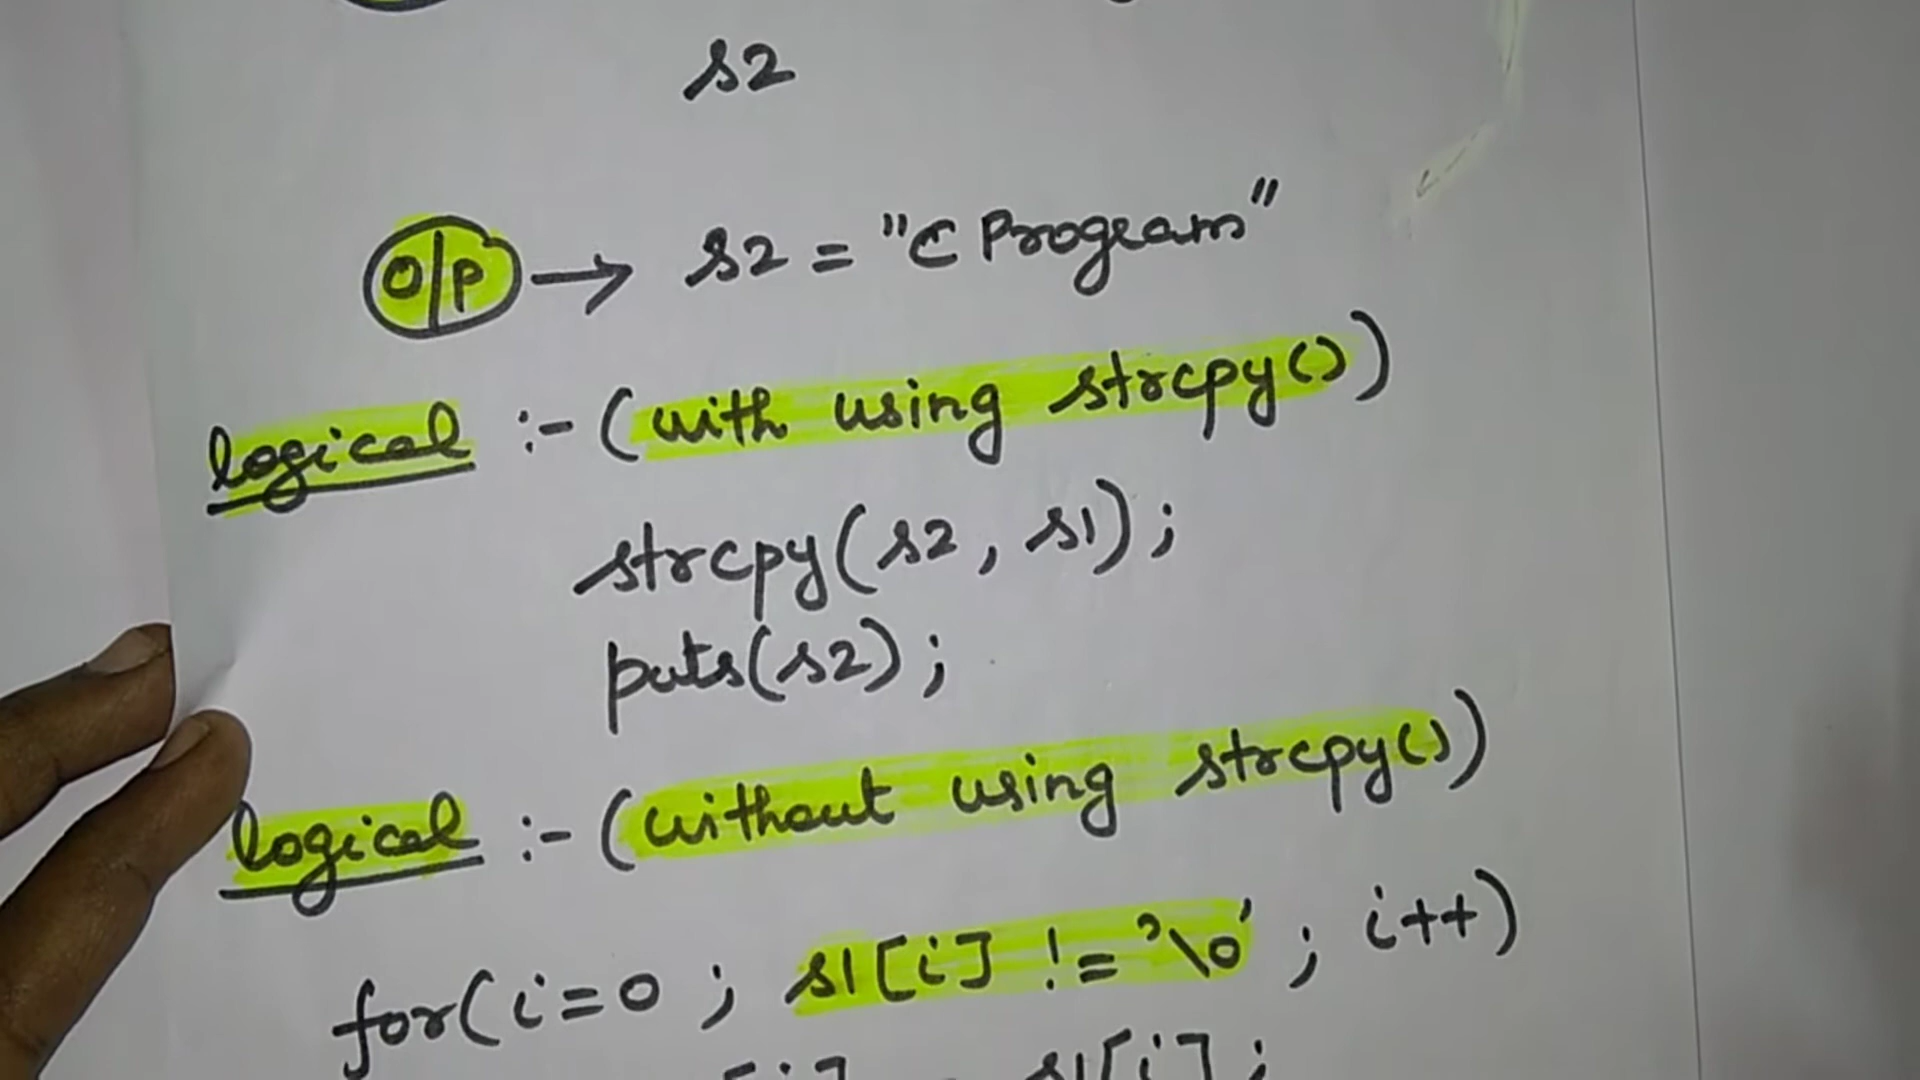 s2
O/P → s2 = "C Program"
logical :- (with using strcpy())
strcpy(s2, s1);
puts(s2);
logical :- (without using strcpy())
for(i=0 ; s1[i] != '\0' ; i++)
s1[i];